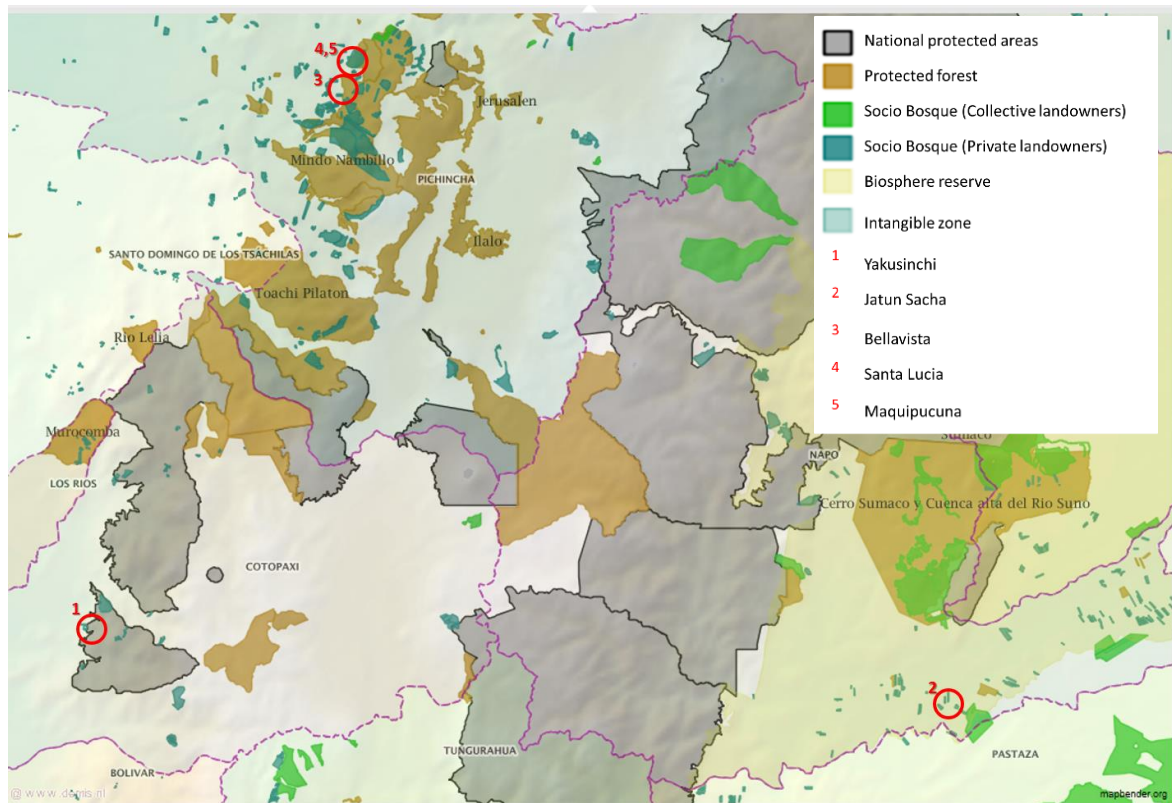 4,5
3
Jerusalen
Mindo Nambillo
PICHINCHA
Ilalo
SANTO DOMINGO DE LOS TSÁCHILAS
Toachi Pilaton
Rio Lelia
Murocomba
LOS RIOS
COTOPAXI
1
NAPO
Sumaco
Cerro Sumaco y Cuenca alta del Rio Suno
2
TUNGURAHUA
PASTAZA
BOLIVAR
@ www.demis.nl
mapbender.org
National protected areas
Protected forest
Socio Bosque (Collective landowners)
Socio Bosque (Private landowners)
Biosphere reserve
Intangible zone
1 Yakusinchi
2 Jatun Sacha
3 Bellavista
4 Santa Lucia
5 Maquipucuna